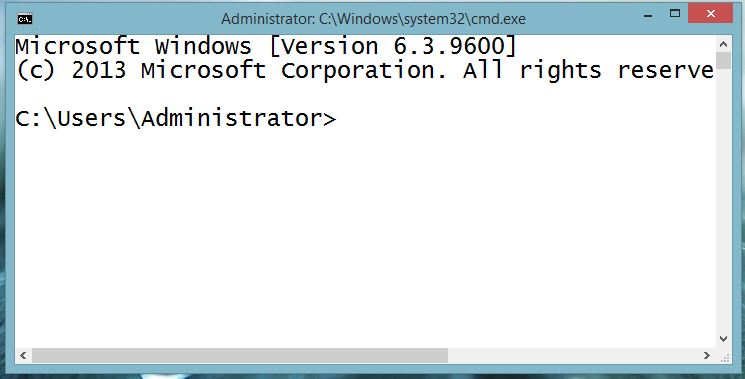 Administrator: C:\Windows\system32\cmd.exe
Microsoft Windows [Version 6.3.9600]
(c) 2013 Microsoft Corporation. All rights reserve
C:\Users\Administrator>